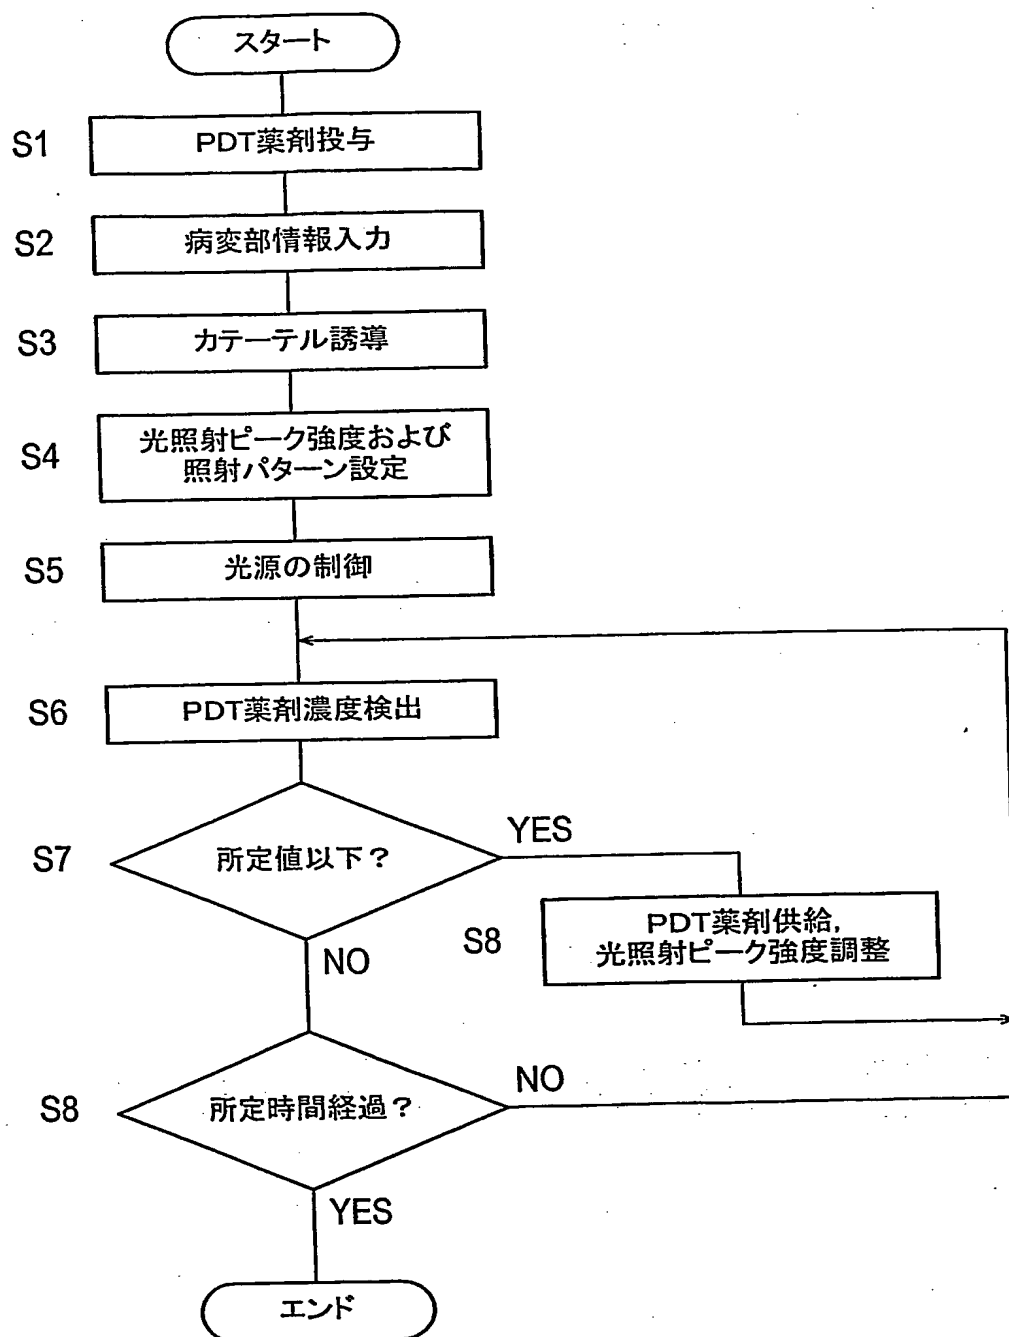 スタート
S1
PDT薬剤投与
S2
病変部情報入力
S3
カテーテル誘導
S4
光照射ピーク強度および
照射パターン設定
S5
光源の制御
S6
PDT薬剤濃度検出
S7
所定値以下？
YES
NO
S8
PDT薬剤供給,
光照射ピーク強度調整
S8
所定時間経過？
NO
YES
エンド